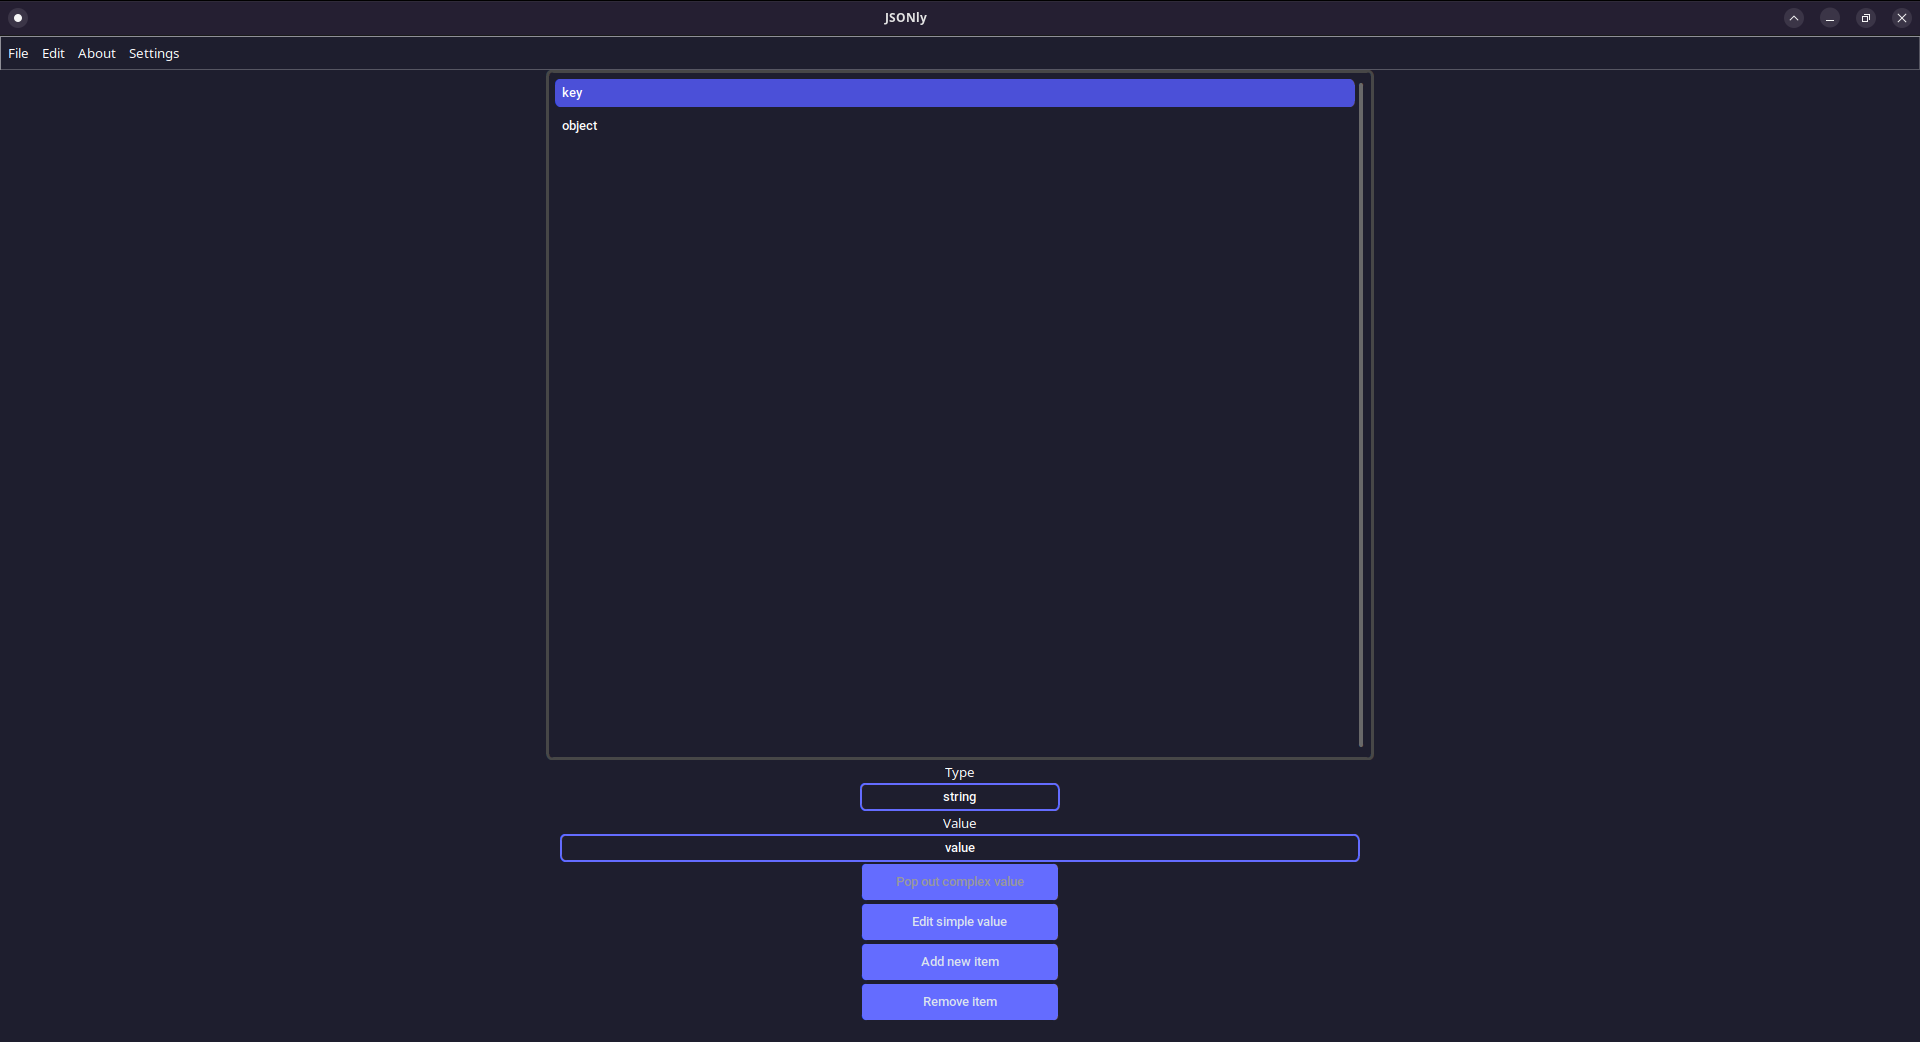 JSONly
File Edit About Settings
key
object
Type
string
Value
value
Pop out complex value
Edit simple value
Add new item
Remove item